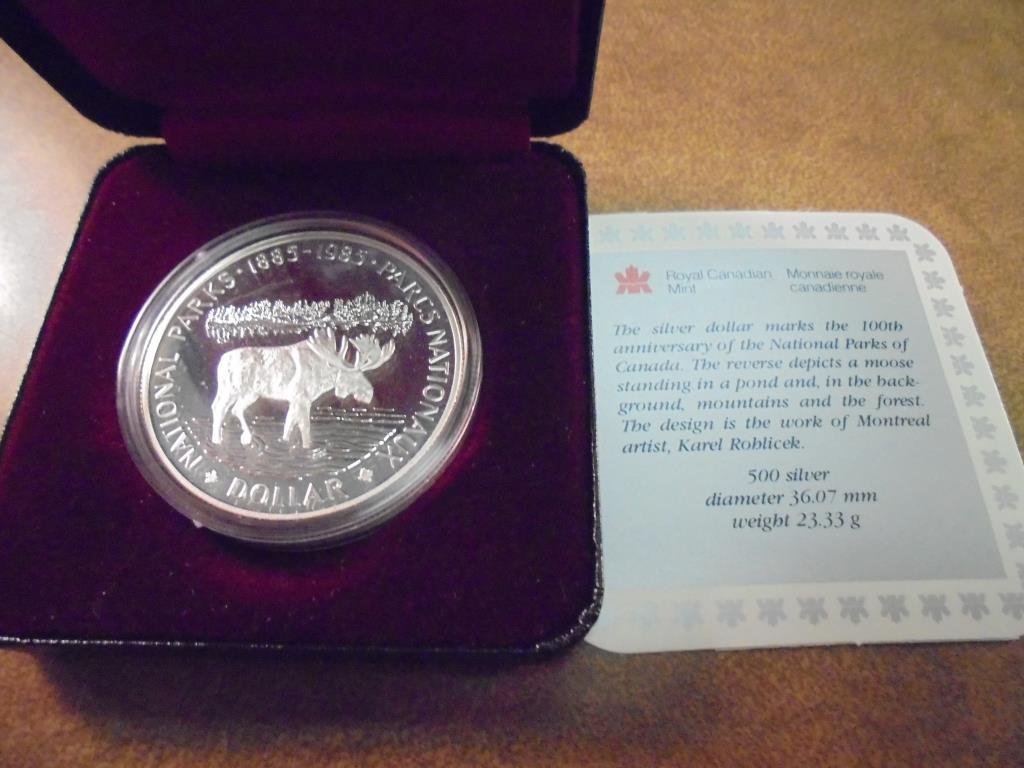 NATIONAL PARKS · 1885-1985 · PARCS NATIONAUX
DOLLAR
Royal Canadian Mint
Monnaie royale canadienne
The silver dollar marks the 100th
anniversary of the National Parks of
Canada. The reverse depicts a moose
standing in a pond and, in the back-
ground, mountains and the forest.
The design is the work of Montreal
artist, Karel Rohlicek.
500 silver
diameter 36.07 mm
weight 23.33 g